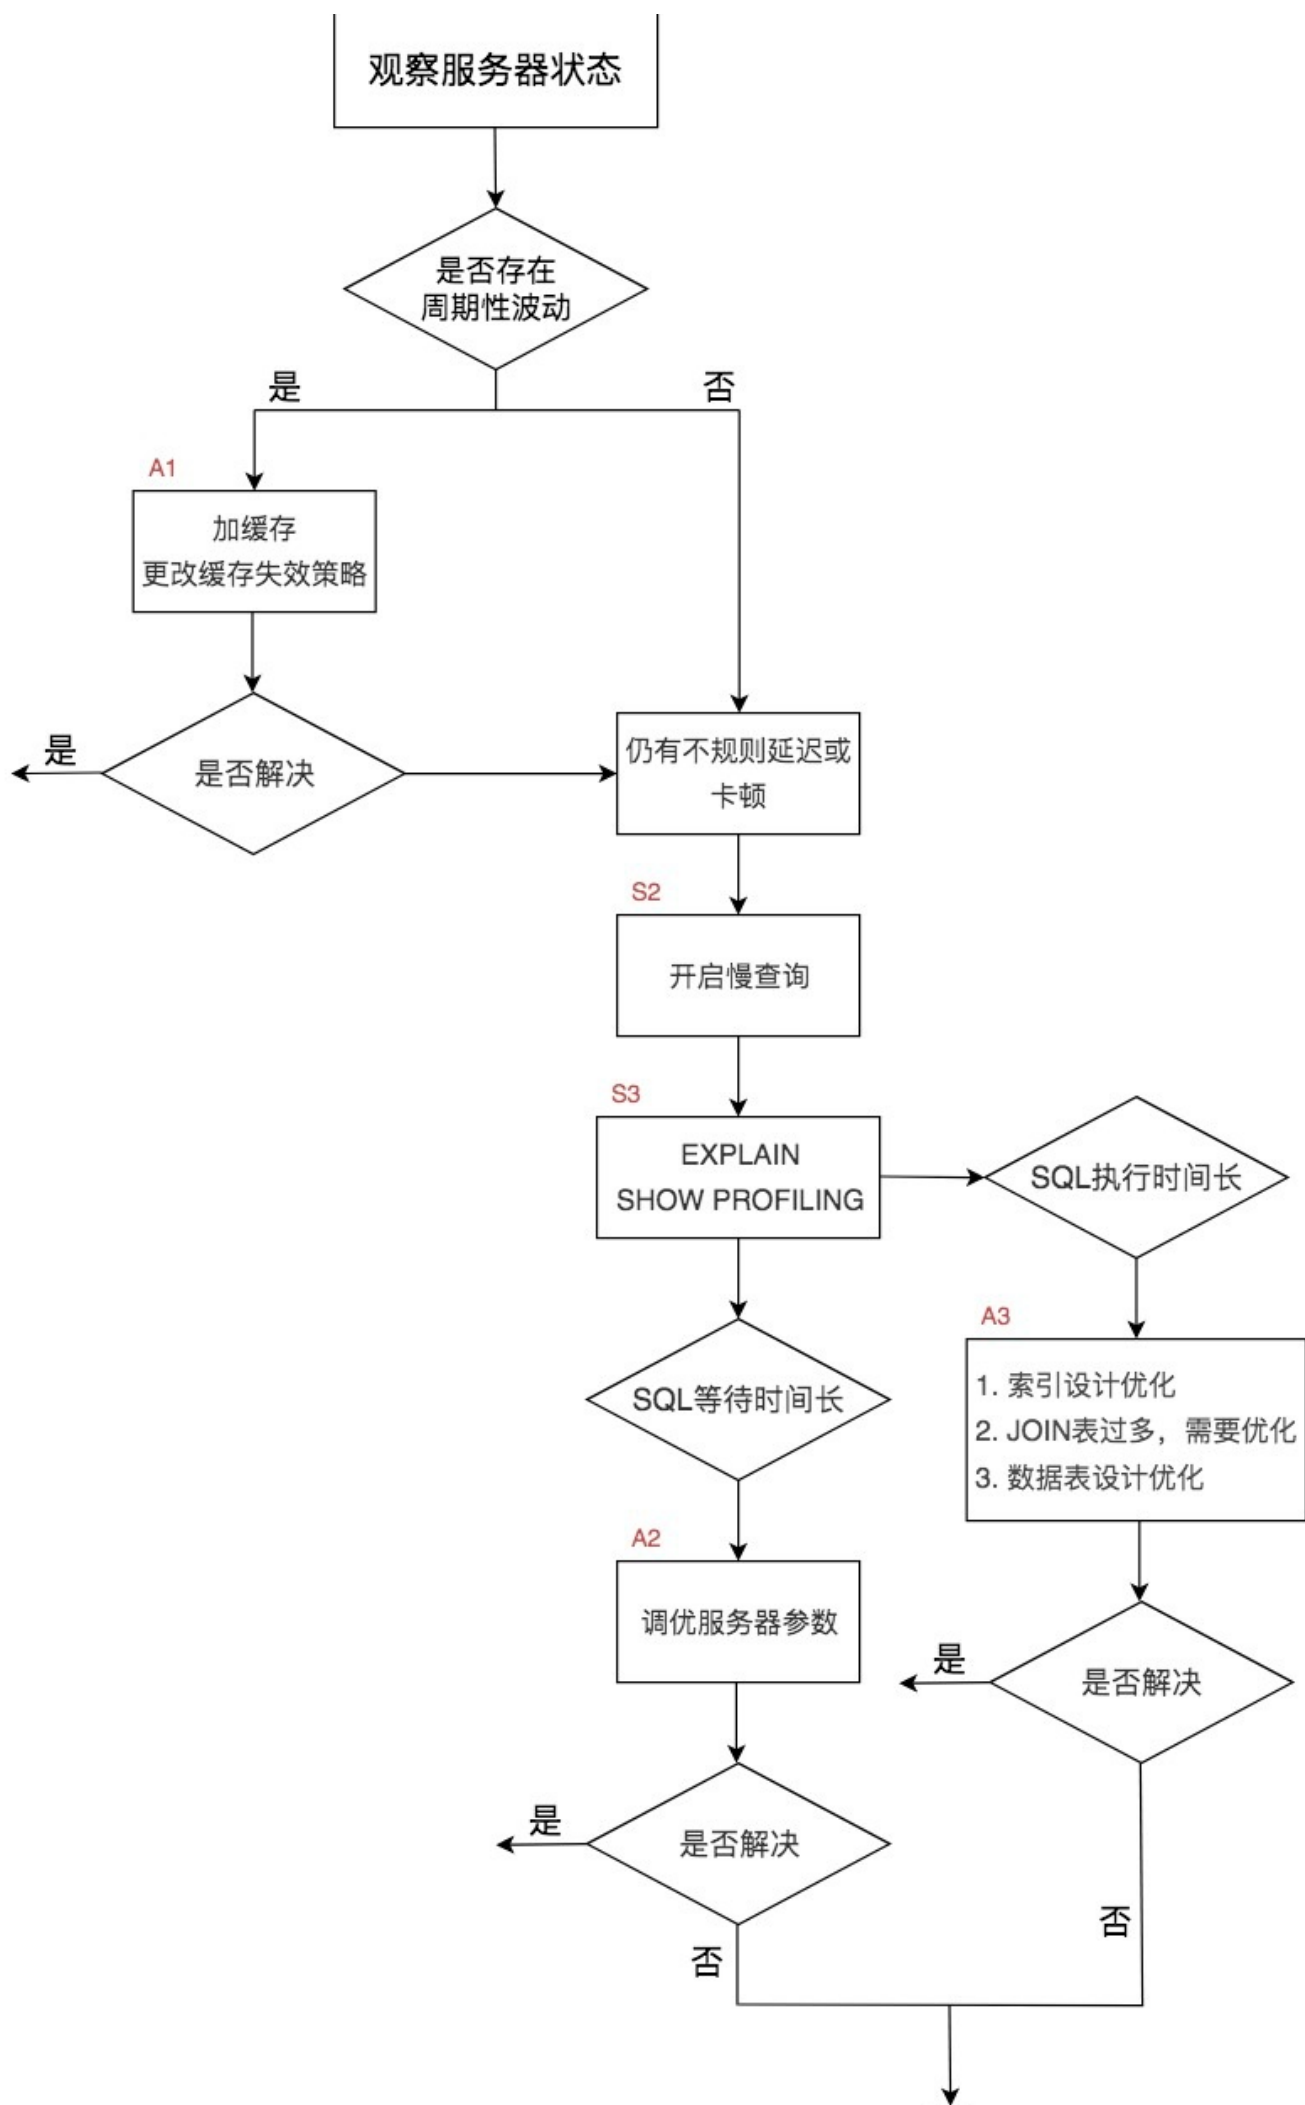 观察服务器状态
是否存在
周期性波动
是
否
A1
加缓存
更改缓存失效策略
是
是否解决
仍有不规则延迟或
卡顿
S2
开启慢查询
S3
EXPLAIN
SHOW PROFILING
SQL执行时间长
A3
SQL等待时间长
1. 索引设计优化
2. JOIN表过多，需要优化
3. 数据表设计优化
A2
调优服务器参数
是
是否解决
是
是否解决
否
否